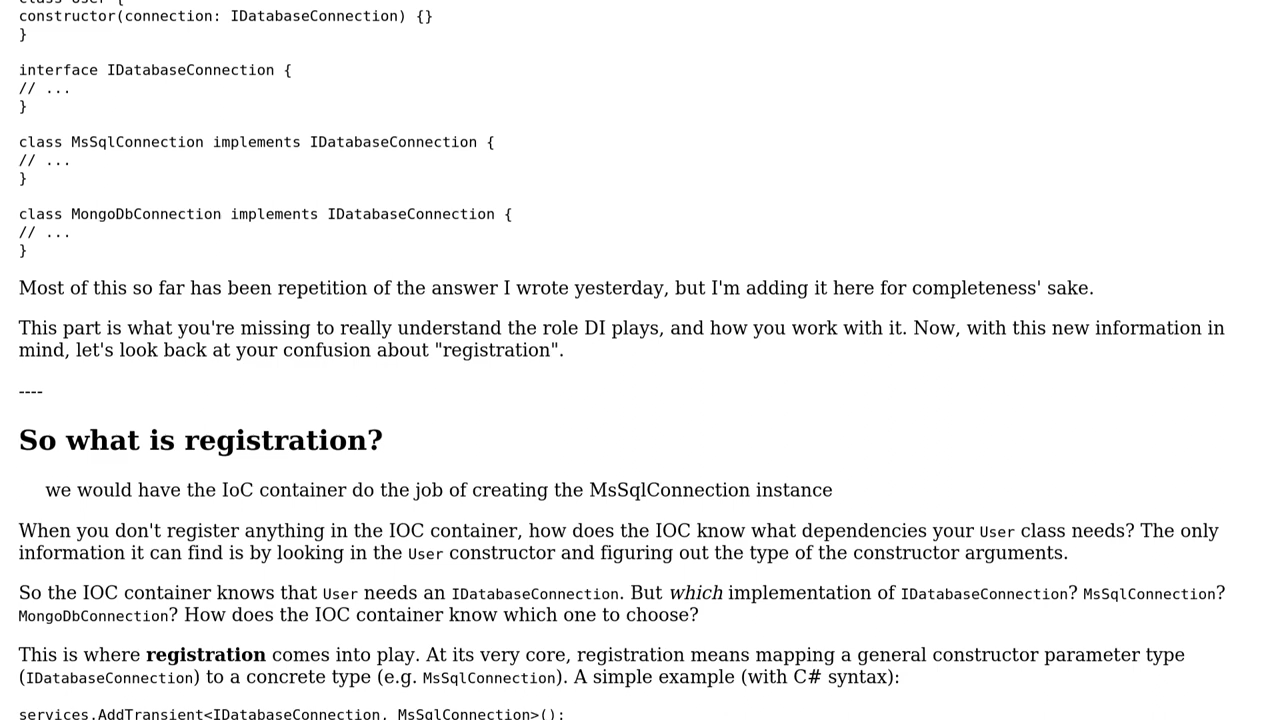 class User {
constructor(connection: IDatabaseConnection) {}
}
interface IDatabaseConnection {
// ...
}
class MsSqlConnection implements IDatabaseConnection {
// ...
}
class MongoDbConnection implements IDatabaseConnection {
// ...
}
Most of this so far has been repetition of the answer I wrote yesterday, but I'm adding it here for completeness' sake.
This part is what you're missing to really understand the role DI plays, and how you work with it. Now, with this new information in
mind, let's look back at your confusion about "registration".
----
So what is registration?
we would have the IoC container do the job of creating the MsSqlConnection instance
When you don't register anything in the IOC container, how does the IOC know what dependencies your User class needs? The only
information it can find is by looking in the User constructor and figuring out the type of the constructor arguments.
So the IOC container knows that User needs an IDatabaseConnection. But which implementation of IDatabaseConnection? MsSqlConnection?
MongoDbConnection? How does the IOC container know which one to choose?
This is where registration comes into play. At its very core, registration means mapping a general constructor parameter type
(IDatabaseConnection) to a concrete type (e.g. MsSqlConnection). A simple example (with C# syntax):
services.AddTransient<IDatabaseConnection, MsSqlConnection>();